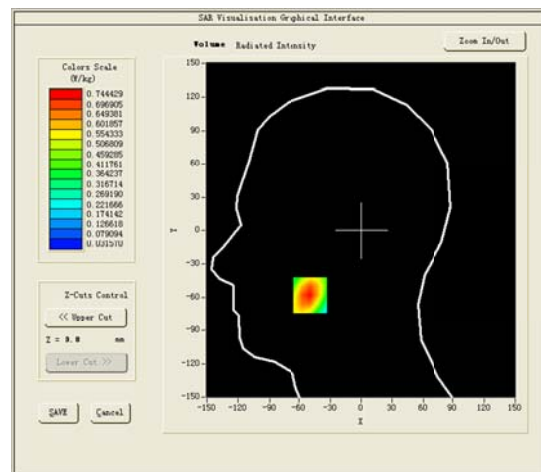 SAR Visualisation Grphical Interface
Volume Radiated Intensity
Zoom In/Out
Colors Scale
(W/kg)
0.744429
0.696905
0.649381
0.601857
0.554333
0.506809
0.459285
0.411761
0.364237
0.316714
0.269190
0.221666
0.174142
0.126618
0.079094
0.031570
Z-Cuts Control
<< Upper Cut
Z = 0.0 mm
Lower Cut >>
SAVE
Cancel
150
120
90
60
30
0
-30
-60
-90
-120
-150
Y
-150 -120 -90 -60 -30 0 30 60 90 120 150
X